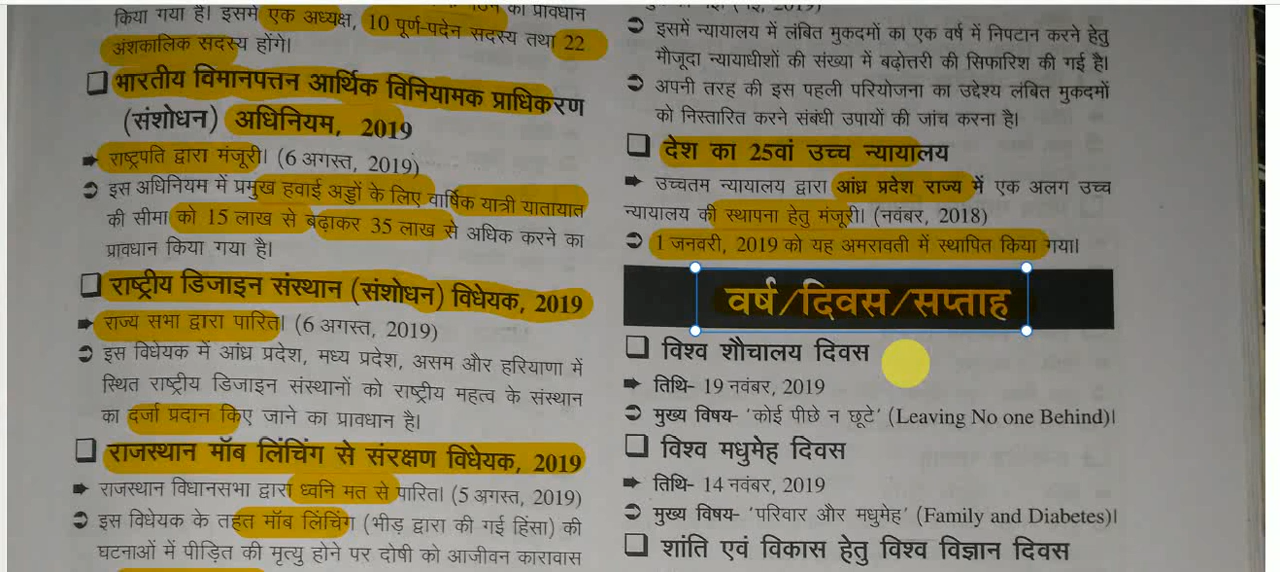 किया गया है। इसमें एक अध्यक्ष, 10 पूर्ण-पदेन सदस्य तथा 22
अंशकालिक सदस्य होंगे।
❑ भारतीय विमानपत्तन आर्थिक विनियामक प्राधिकरण
(संशोधन) अधिनियम, 2019
➨ राष्ट्रपति द्वारा मंजूरी। (6 अगस्त, 2019)
➲ इस अधिनियम में प्रमुख हवाई अड्डों के लिए वार्षिक यात्री यातायात
की सीमा को 15 लाख से बढ़ाकर 35 लाख से अधिक करने का
प्रावधान किया गया है।
❑ राष्ट्रीय डिजाइन संस्थान (संशोधन) विधेयक, 2019
➨ राज्य सभा द्वारा पारित। (6 अगस्त, 2019)
➲ इस विधेयक में आंध्र प्रदेश, मध्य प्रदेश, असम और हरियाणा में
स्थित राष्ट्रीय डिजाइन संस्थानों को राष्ट्रीय महत्व के संस्थान
का दर्जा प्रदान किए जाने का प्रावधान है।
❑ राजस्थान मॉब लिंचिंग से संरक्षण विधेयक, 2019
➨ राजस्थान विधानसभा द्वारा ध्वनि मत से पारित। (5 अगस्त, 2019)
➲ इस विधेयक के तहत मॉब लिंचिंग (भीड़ द्वारा की गई हिंसा) की
घटनाओं में पीड़ित की मृत्यु होने पर दोषी को आजीवन कारावास
➲ इसमें न्यायालय में लंबित मुकदमों का एक वर्ष में निपटान करने हेतु
मौजूदा न्यायाधीशों की संख्या में बढ़ोतरी की सिफारिश की गई है।
➲ अपनी तरह की इस पहली परियोजना का उद्देश्य लंबित मुकदमों
को निस्तारित करने संबंधी उपायों की जांच करना है।
❑ देश का 25वां उच्च न्यायालय
➨ उच्चतम न्यायालय द्वारा आंध्र प्रदेश राज्य में एक अलग उच्च
न्यायालय की स्थापना हेतु मंजूरी। (नवंबर, 2018)
➲ 1 जनवरी, 2019 को यह अमरावती में स्थापित किया गया।
वर्ष/दिवस/सप्ताह
❑ विश्व शौचालय दिवस
➨ तिथि- 19 नवंबर, 2019
➲ मुख्य विषय- 'कोई पीछे न छूटे' (Leaving No one Behind)।
❑ विश्व मधुमेह दिवस
➨ तिथि- 14 नवंबर, 2019
➲ मुख्य विषय- 'परिवार और मधुमेह' (Family and Diabetes)।
❑ शांति एवं विकास हेतु विश्व विज्ञान दिवस